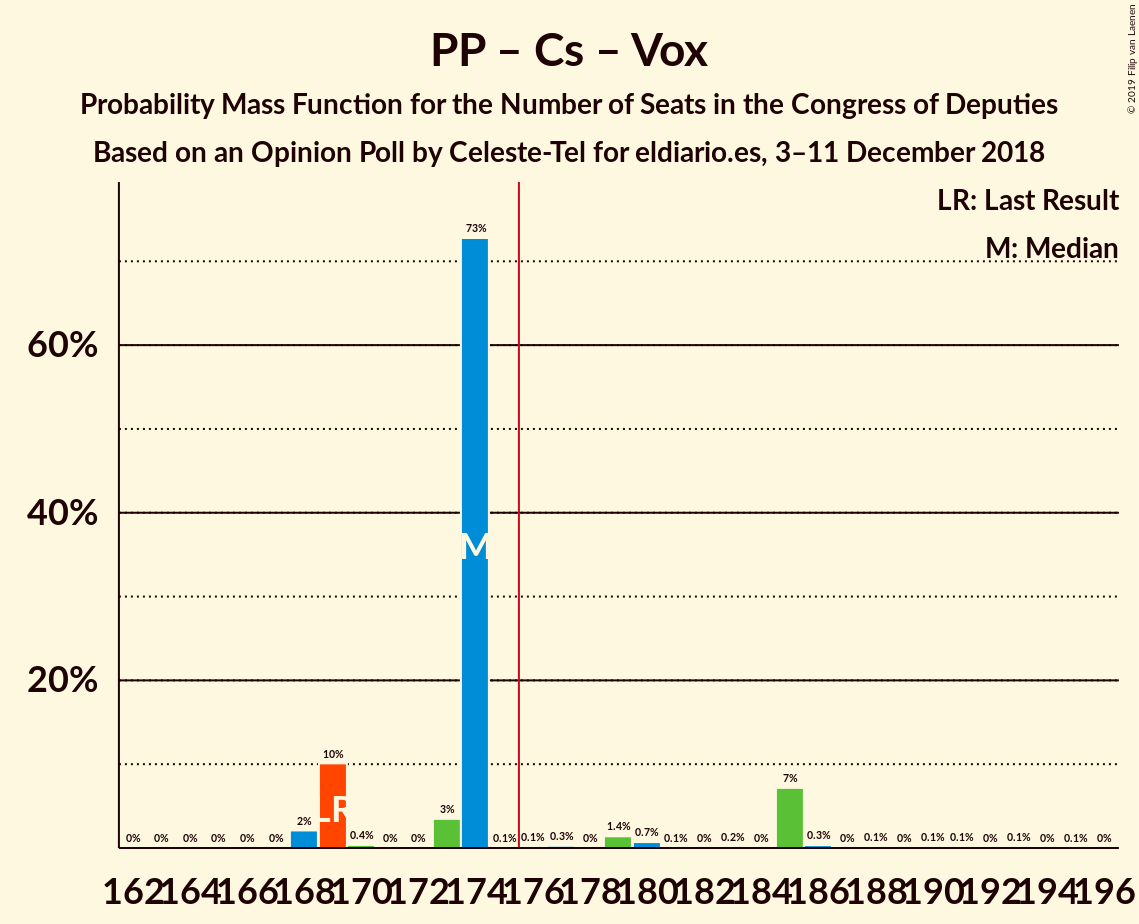 PP – Cs – Vox
Probability Mass Function for the Number of Seats in the Congress of Deputies
Based on an Opinion Poll by Celeste-Tel for eldiario.es, 3–11 December 2018
© 2019 Filip van Laenen
LR: Last Result
M: Median
60%
40%
20%
0% 0% 0% 0% 0% 0% 2% 10% 0.4% 0% 0% 3% 73% 0.1% 0.1% 0.3% 0% 1.4% 0.7% 0.1% 0% 0.2% 0% 7% 0.3% 0% 0.1% 0% 0.1% 0.1% 0% 0.1% 0% 0.1% 0%
LR
M
162 164 166 168 170 172 174 176 178 180 182 184 186 188 190 192 194 196